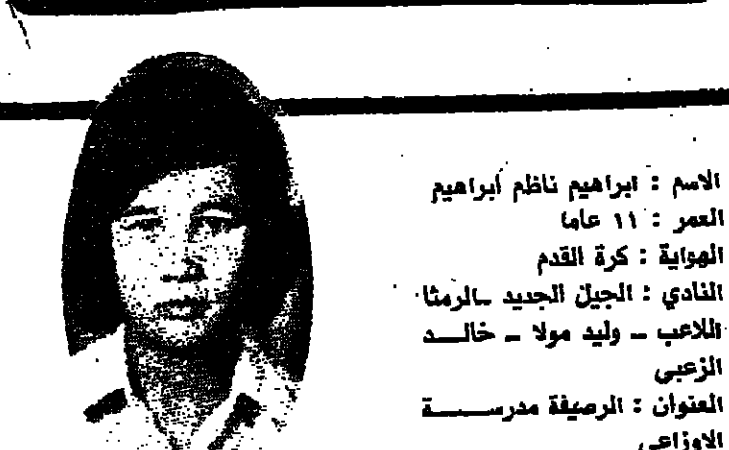 الاسم : ابراهيم ناظم ابراهيم
العمر : ١١ عاما
الهواية : كرة القدم
النادي : الجيل الجديد ـ الرمثا
اللاعب ـ وليد مولا ـ خالــد
الزعبي
العنوان : الرصيفة مدرســـة
الاوزاعي